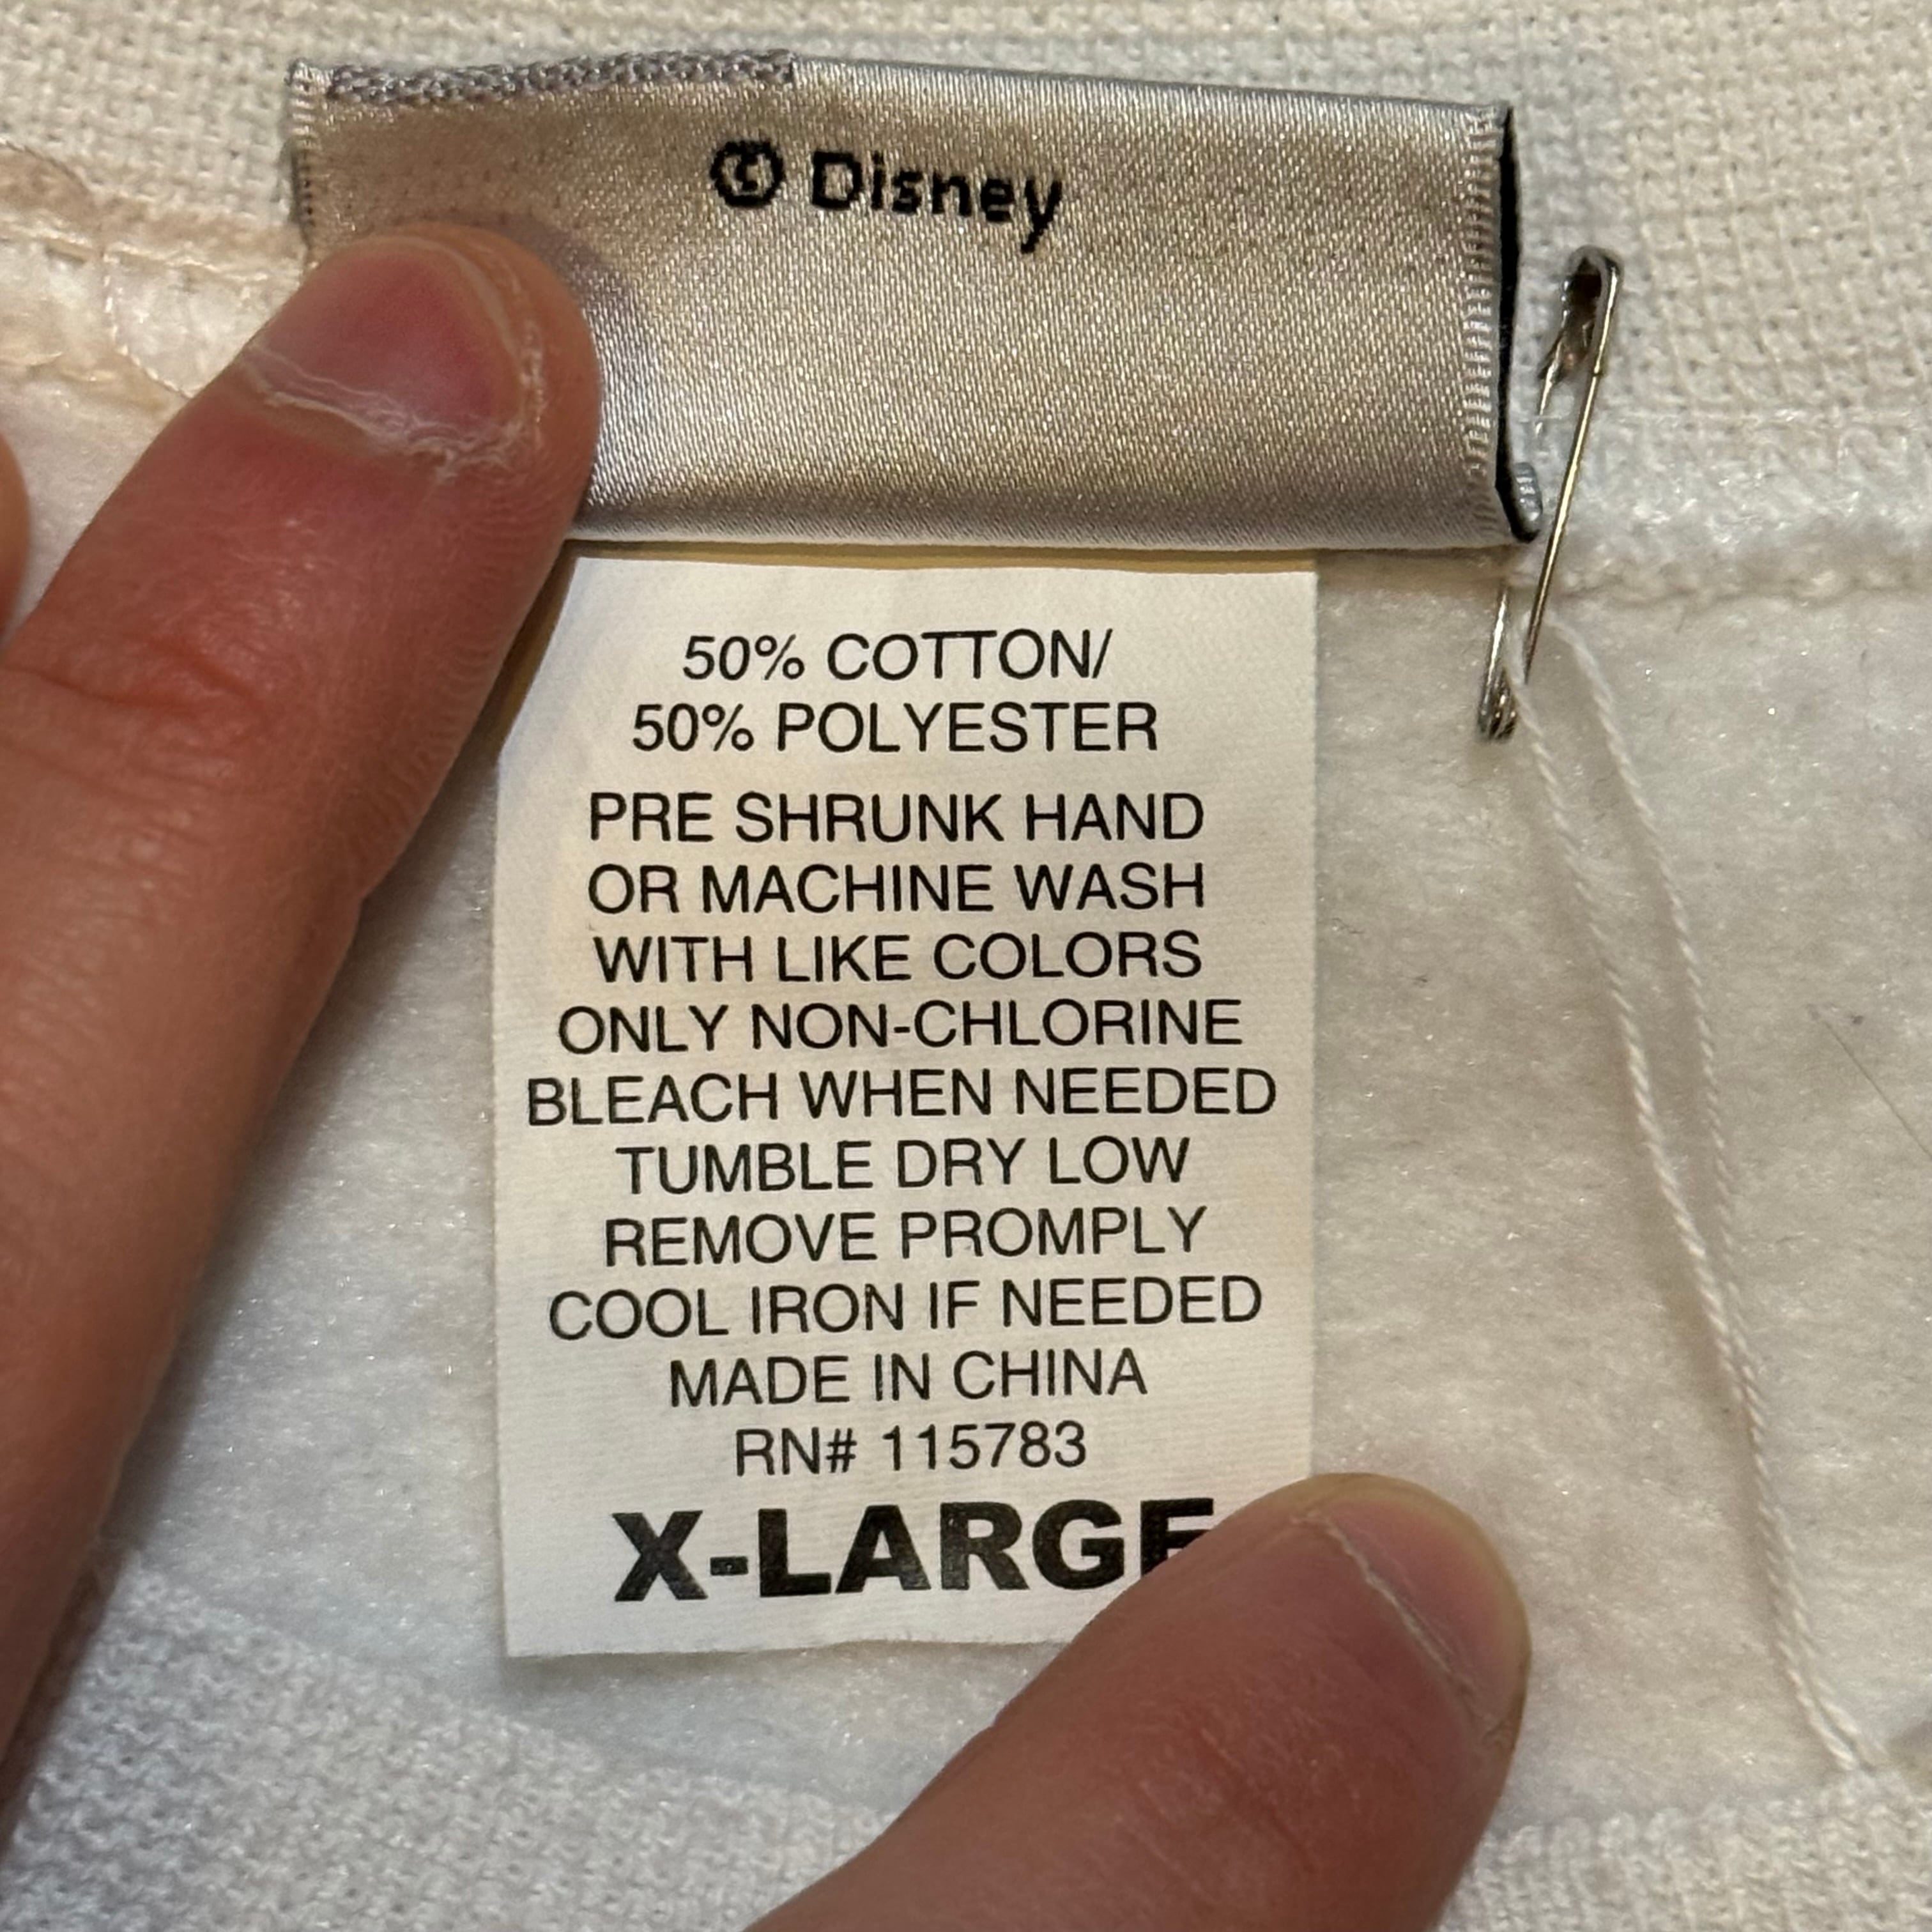 © Disney
50% COTTON/
50% POLYESTER
PRE SHRUNK HAND
OR MACHINE WASH
WITH LIKE COLORS
ONLY NON-CHLORINE
BLEACH WHEN NEEDED
TUMBLE DRY LOW
REMOVE PROMPLY
COOL IRON IF NEEDED
MADE IN CHINA
RN# 115783
X-LARGE